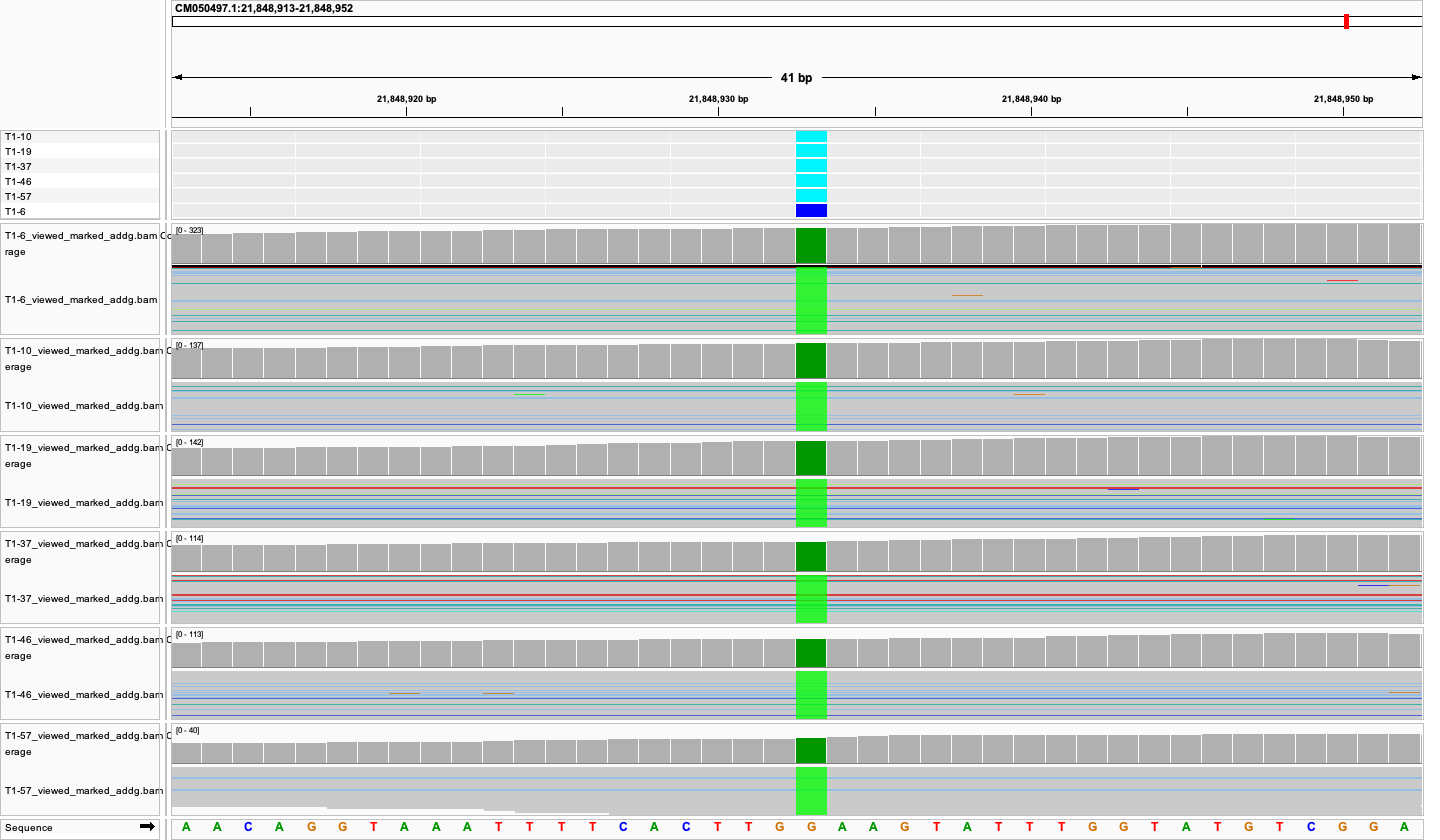 CM050497.1:21,848,913-21,848,952
41 bp
21,848,920 bp 21,848,930 bp 21,848,940 bp 21,848,950 bp
T1-10
T1-19
T1-37
T1-46
T1-57
T1-6
T1-6_viewed_marked_addg.bam Co
rage
[0 - 323]
T1-6_viewed_marked_addg.bam
T1-10_viewed_marked_addg.bam C
erage
[0 - 137]
T1-10_viewed_marked_addg.bam
T1-19_viewed_marked_addg.bam C
erage
[0 - 142]
T1-19_viewed_marked_addg.bam
T1-37_viewed_marked_addg.bam C
erage
[0 - 114]
T1-37_viewed_marked_addg.bam
T1-46_viewed_marked_addg.bam C
erage
[0 - 113]
T1-46_viewed_marked_addg.bam
T1-57_viewed_marked_addg.bam C
erage
[0 - 40]
T1-57_viewed_marked_addg.bam
Sequence A A C A G G T A A A T T T T C A C T T G G A A G T A T T T G G T A T G T C G G A